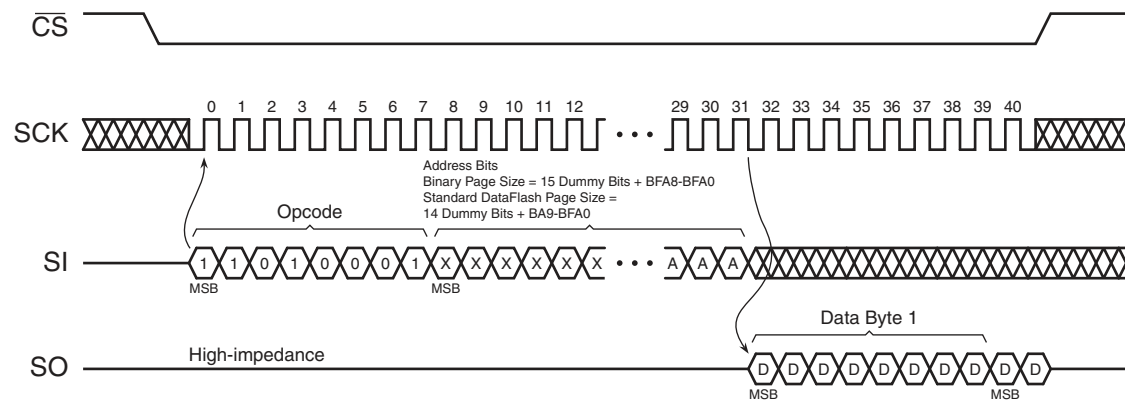 CS
SCK
0 1 2 3 4 5 6 7 8 9 10 11 12 29 30 31 32 33 34 35 36 37 38 39 40
Address Bits
Binary Page Size = 15 Dummy Bits + BFA8-BFA0
Standard DataFlash Page Size =
14 Dummy Bits + BA9-BFA0
Opcode
SI
1 1 0 1 0 0 0 1 X X X X X X A A A
MSB MSB
Data Byte 1
High-impedance
SO
D D D D D D D D D D
MSB MSB